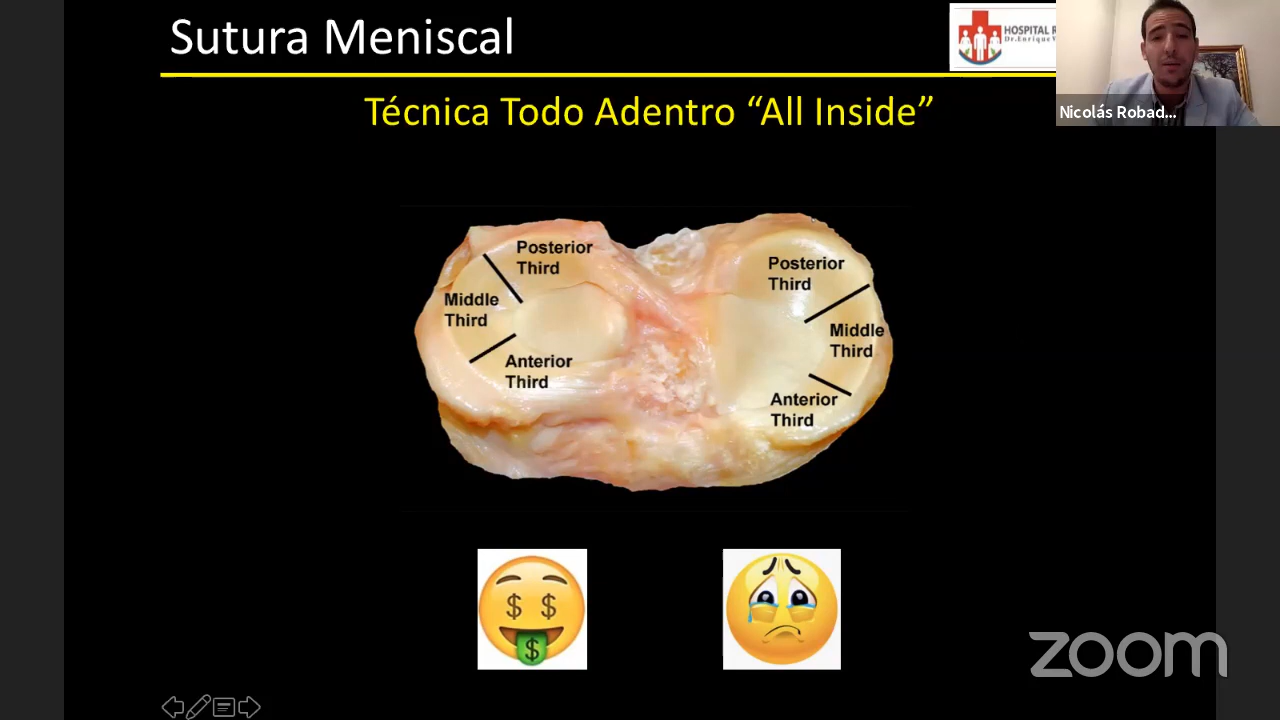 Sutura Meniscal
HOSPITAL R
Dr.Enrique
Nicolás Robad...
Técnica Todo Adentro “All Inside”
Posterior
Third
Middle
Third
Anterior
Third
Posterior
Third
Middle
Third
Anterior
Third
$ $
$
zoom